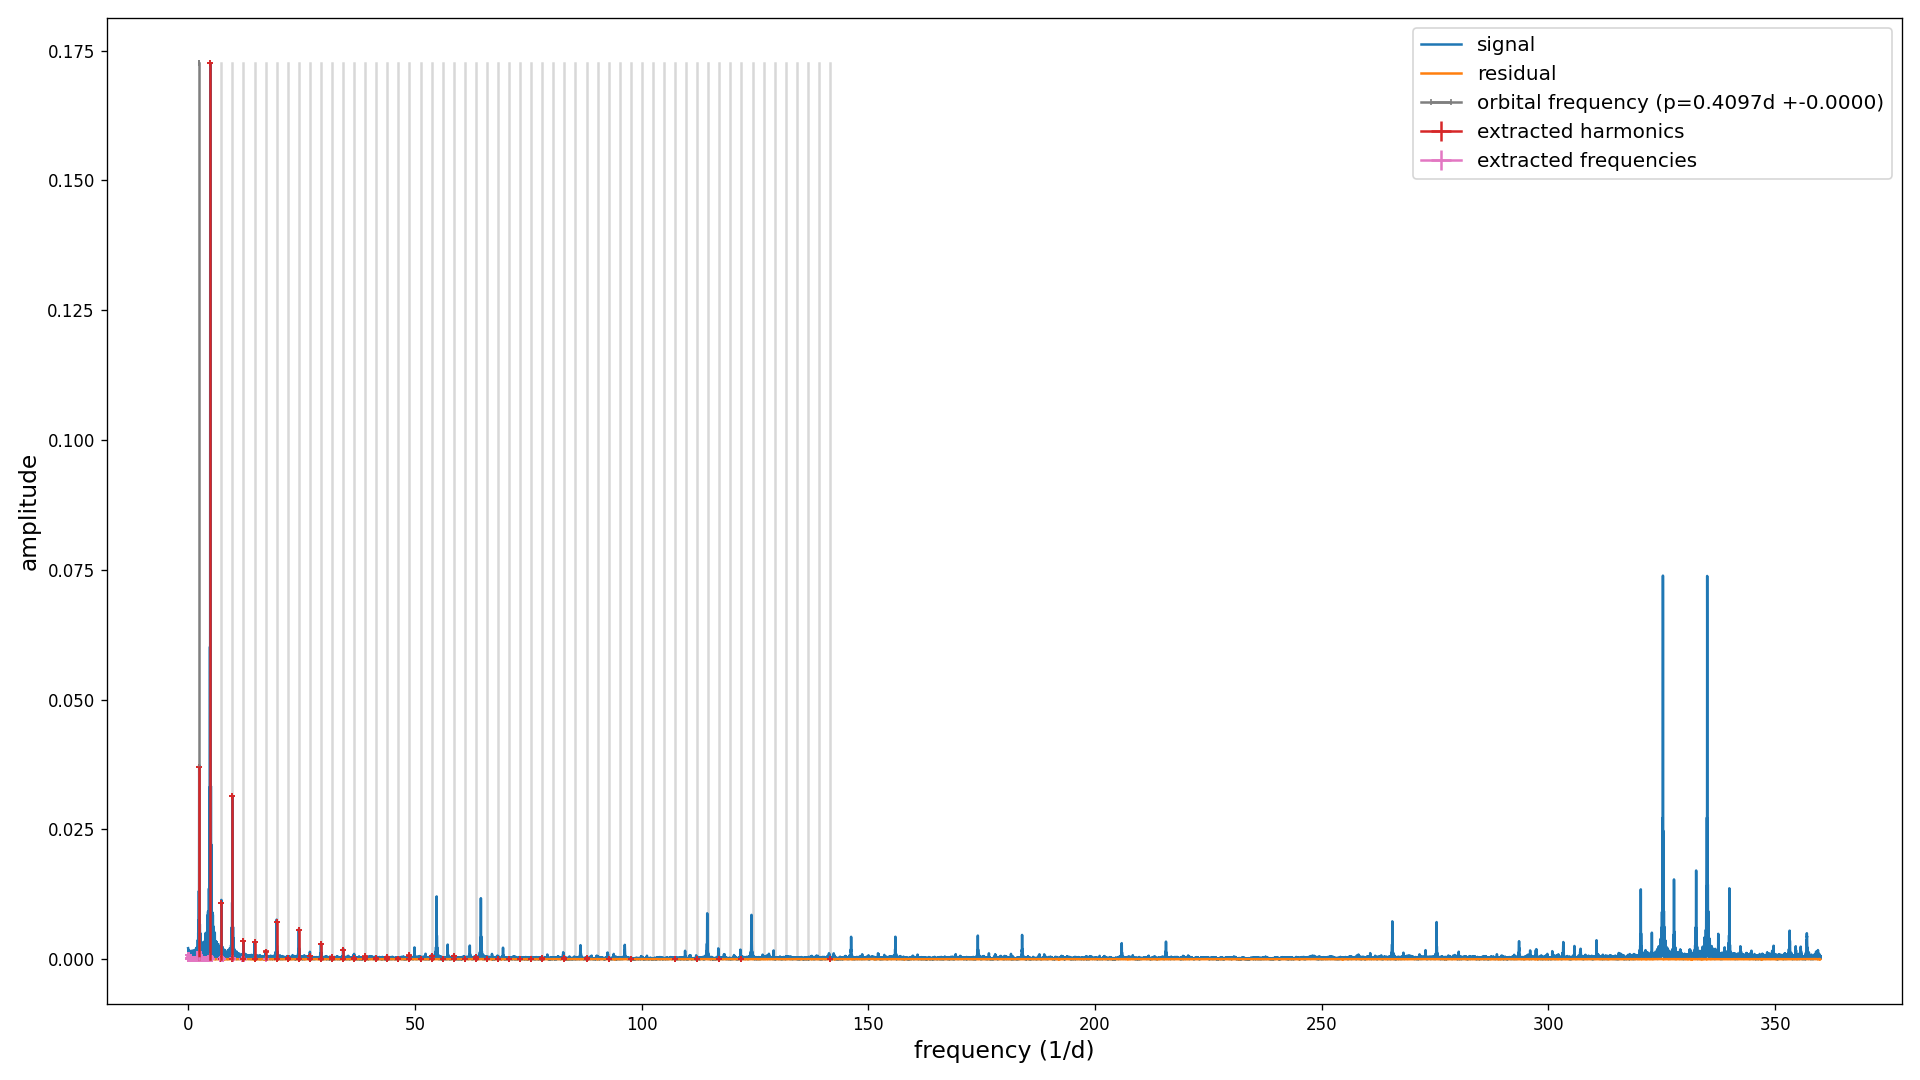 signal
residual
orbital frequency (p=0.4097d +-0.0000)
extracted harmonics
extracted frequencies
amplitude
0.175
0.150
0.125
0.100
0.075
0.050
0.025
0.000
0 50 100 150 200 250 300 350
frequency (1/d)